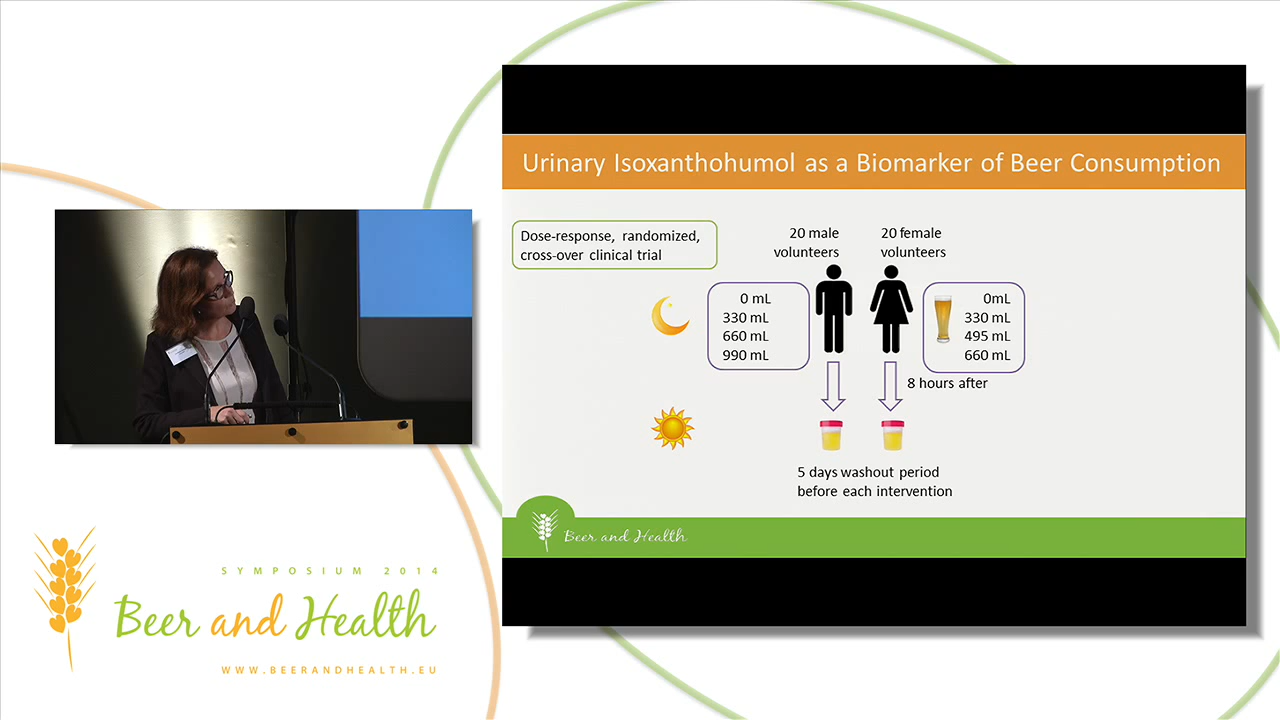 Urinary Isoxanthohumol as a Biomarker of Beer Consumption
Dose-response, randomized,
cross-over clinical trial
20 male
volunteers
20 female
volunteers
0 mL
330 mL
660 mL
990 mL
0mL
330 mL
495 mL
660 mL
8 hours after
5 days washout period
before each intervention
Beer and Health
SYMPOSIUM 2014
Beer and Health
WWW.BEERANDHEALTH.EU